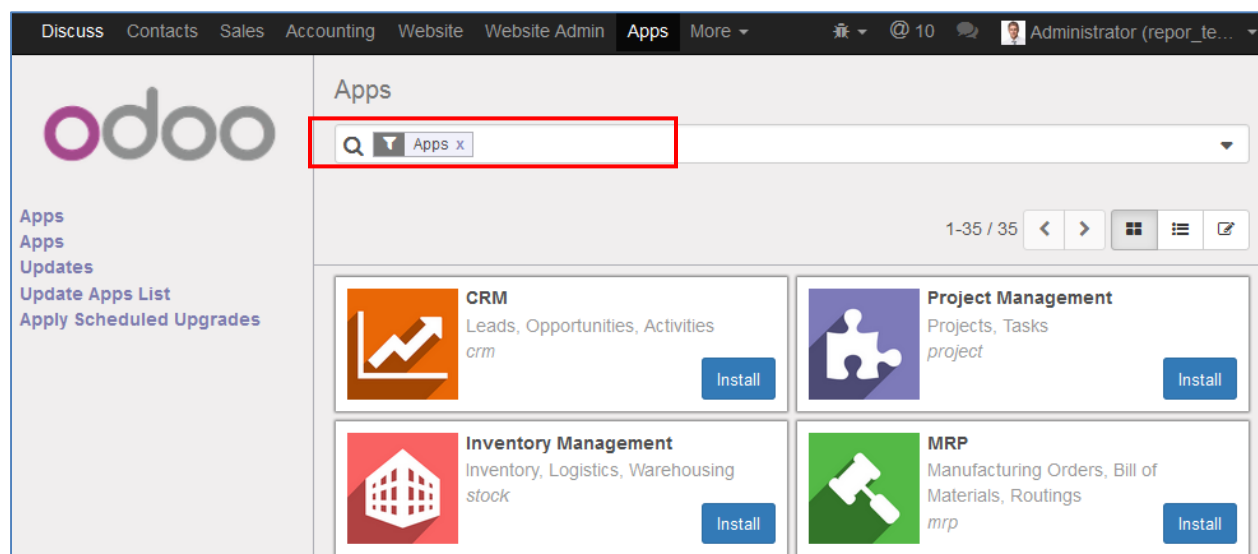 Discuss Contacts Sales Accounting Website Website Admin Apps More @ 10 Administrator (repor_te...
odoo
Apps
Apps x
Apps
Apps
Updates
Update Apps List
Apply Scheduled Upgrades
1-35 / 35
CRM
Leads, Opportunities, Activities
crm
Install
Project Management
Projects, Tasks
project
Install
Inventory Management
Inventory, Logistics, Warehousing
stock
Install
MRP
Manufacturing Orders, Bill of
Materials, Routings
mrp
Install